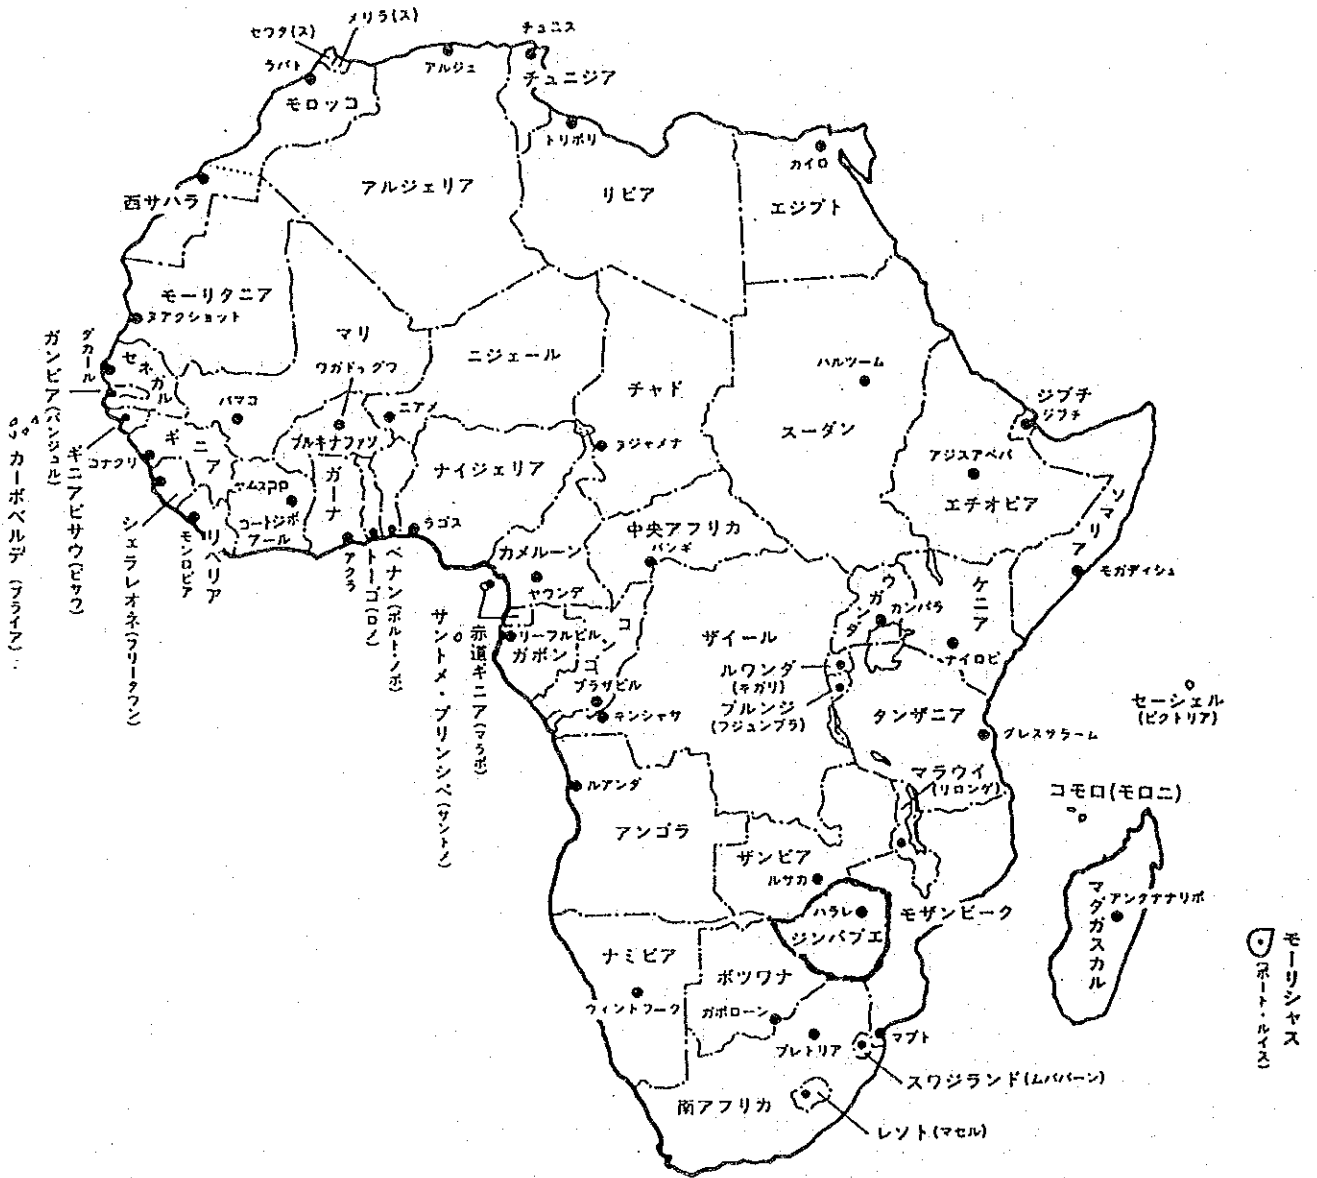 メリラ(ス)
セワタ(ス)
チュニス
ラバト
アルジェ
チュニジア
モロッコ
トリポリ
カイロ
西サハラ
アルジェリア
リビア
エジプト
モーリタニア
ヌアクショット
マリ
ニジェール
チャド
ハルツーム
スーダン
ジブチ
ジブチ
ダカール
セネガル
ガンビア(バンジュル)
ワガドゥグワ
バマコ
ニアメ
ブルキナファソ
ナイジェリア
ヌジャメナ
アジスアベバ
エチオピア
ソマリア
カーボベルデ(プライア)
ギニアビサウ(ビサウ)
ギニア
コナクリ
ヤムスクロ
コートジボアール
ガーナ
ラゴス
シェラレオネ(フリータウン)
リベリア
モンロビア
アクラ
トーゴ(ロメ)
ベナン(ポルト・ノボ)
中央アフリカ
バンギ
カメルーン
ヤウンデ
モガディシュ
ウガンダ
カンパラ
ケニア
ナイロビ
サントメ・プリンシペ(サントメ)
赤道ギニア(マラボ)
リーブルビル
ガボン
コンゴ
ブラザビル
キンシャサ
ザイール
ルワンダ
(キガリ)
ブルンジ
(ブジュンブラ)
タンザニア
ダレスサラーム
セーシェル
(ビクトリア)
マラウイ
(リロンゲ)
コモロ(モロニ)
ルアンダ
アンゴラ
ザンビア
ルサカ
ハラレ
ジンバブエ
モザンビーク
マダガスカル
アンタナナリボ
モーリシャス
(ポート・ルイス)
ナミビア
ウィントフーク
ボツワナ
ガボローン
プレトリア
マプト
スワジランド(ムババーン)
南アフリカ
レソト(マセル)